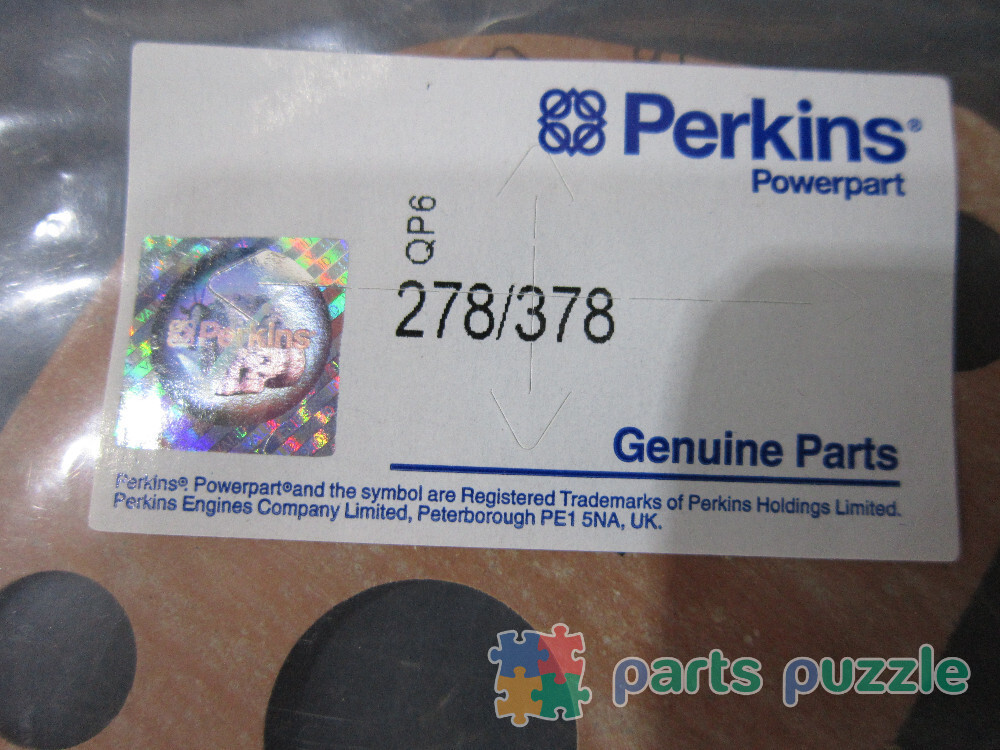 Perkins®
Powerpart
QP6
278/378
Perkins
Genuine Parts
Perkins® Powerpart®and the symbol are Registered Trademarks of Perkins Holdings Limited.
Perkins Engines Company Limited, Peterborough PE1 5NA, UK.
parts puzzle